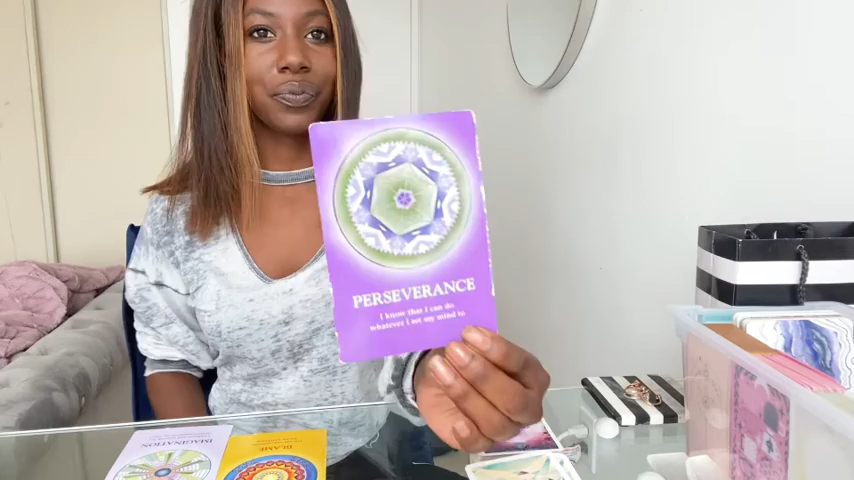 PERSEVERANCE
I know that I can do
whatever I set my mind to
IMAGINATION
BLAME